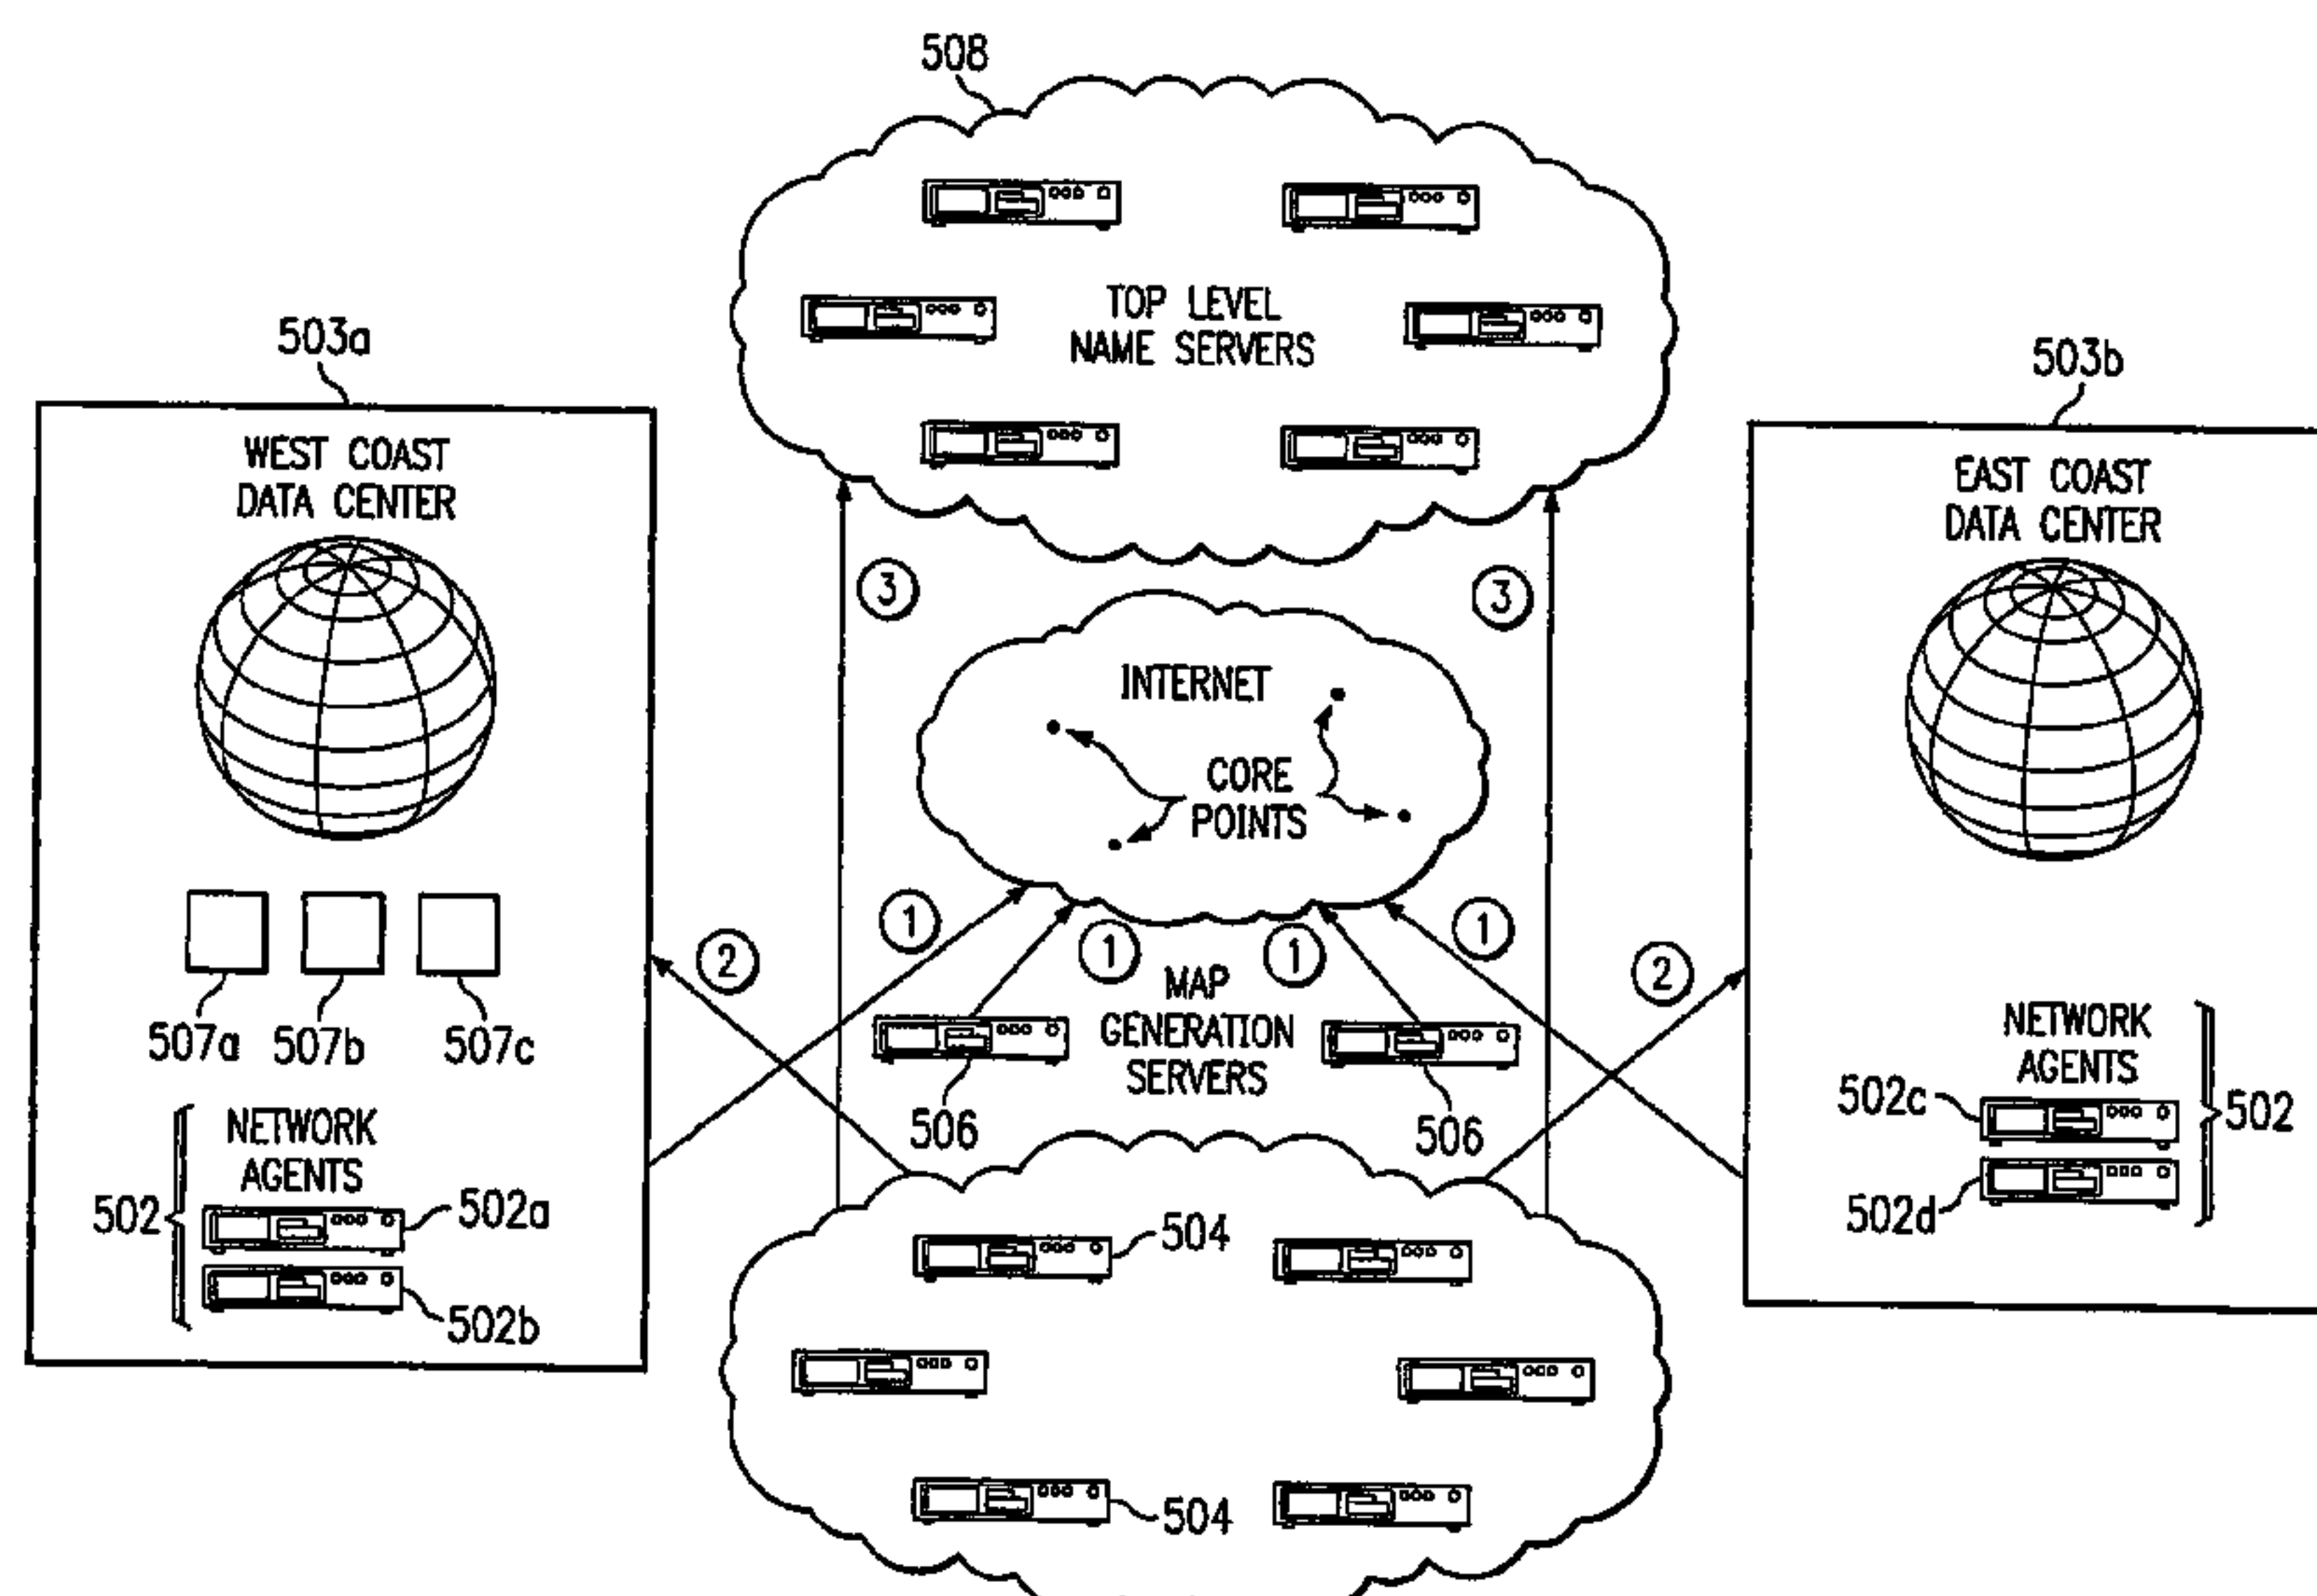 508
TOP LEVEL
NAME SERVERS
503a
WEST COAST
DATA CENTER
503b
EAST COAST
DATA CENTER
3
3
INTERNET
CORE
POINTS
1
1
1
1
2
2
MAP
GENERATION
SERVERS
506
506
507a
507b
507c
NETWORK
AGENTS
502
502a
502b
NETWORK
AGENTS
502c
502
502d
504
504